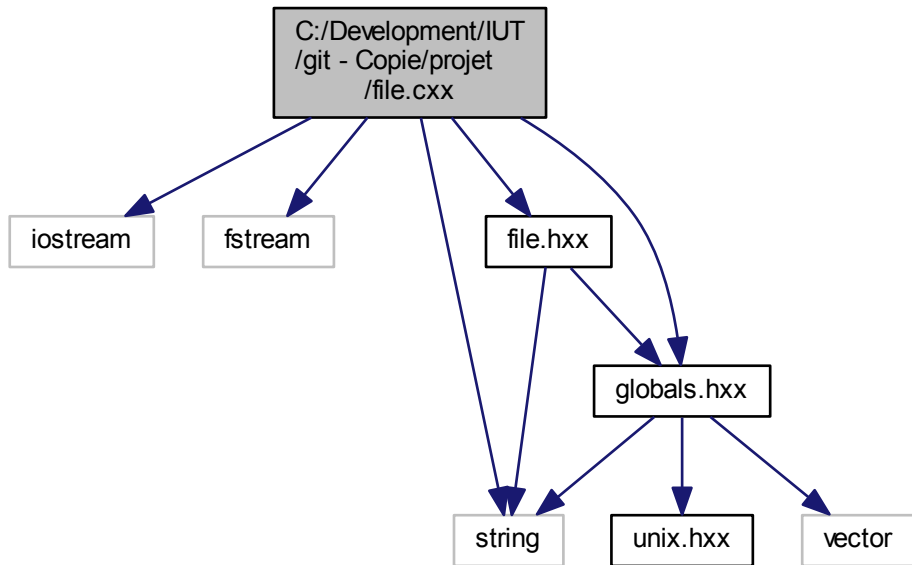 C:/Development/IUT
/git - Copie/projet
/file.cxx
iostream
fstream
file.hxx
globals.hxx
string
unix.hxx
vector